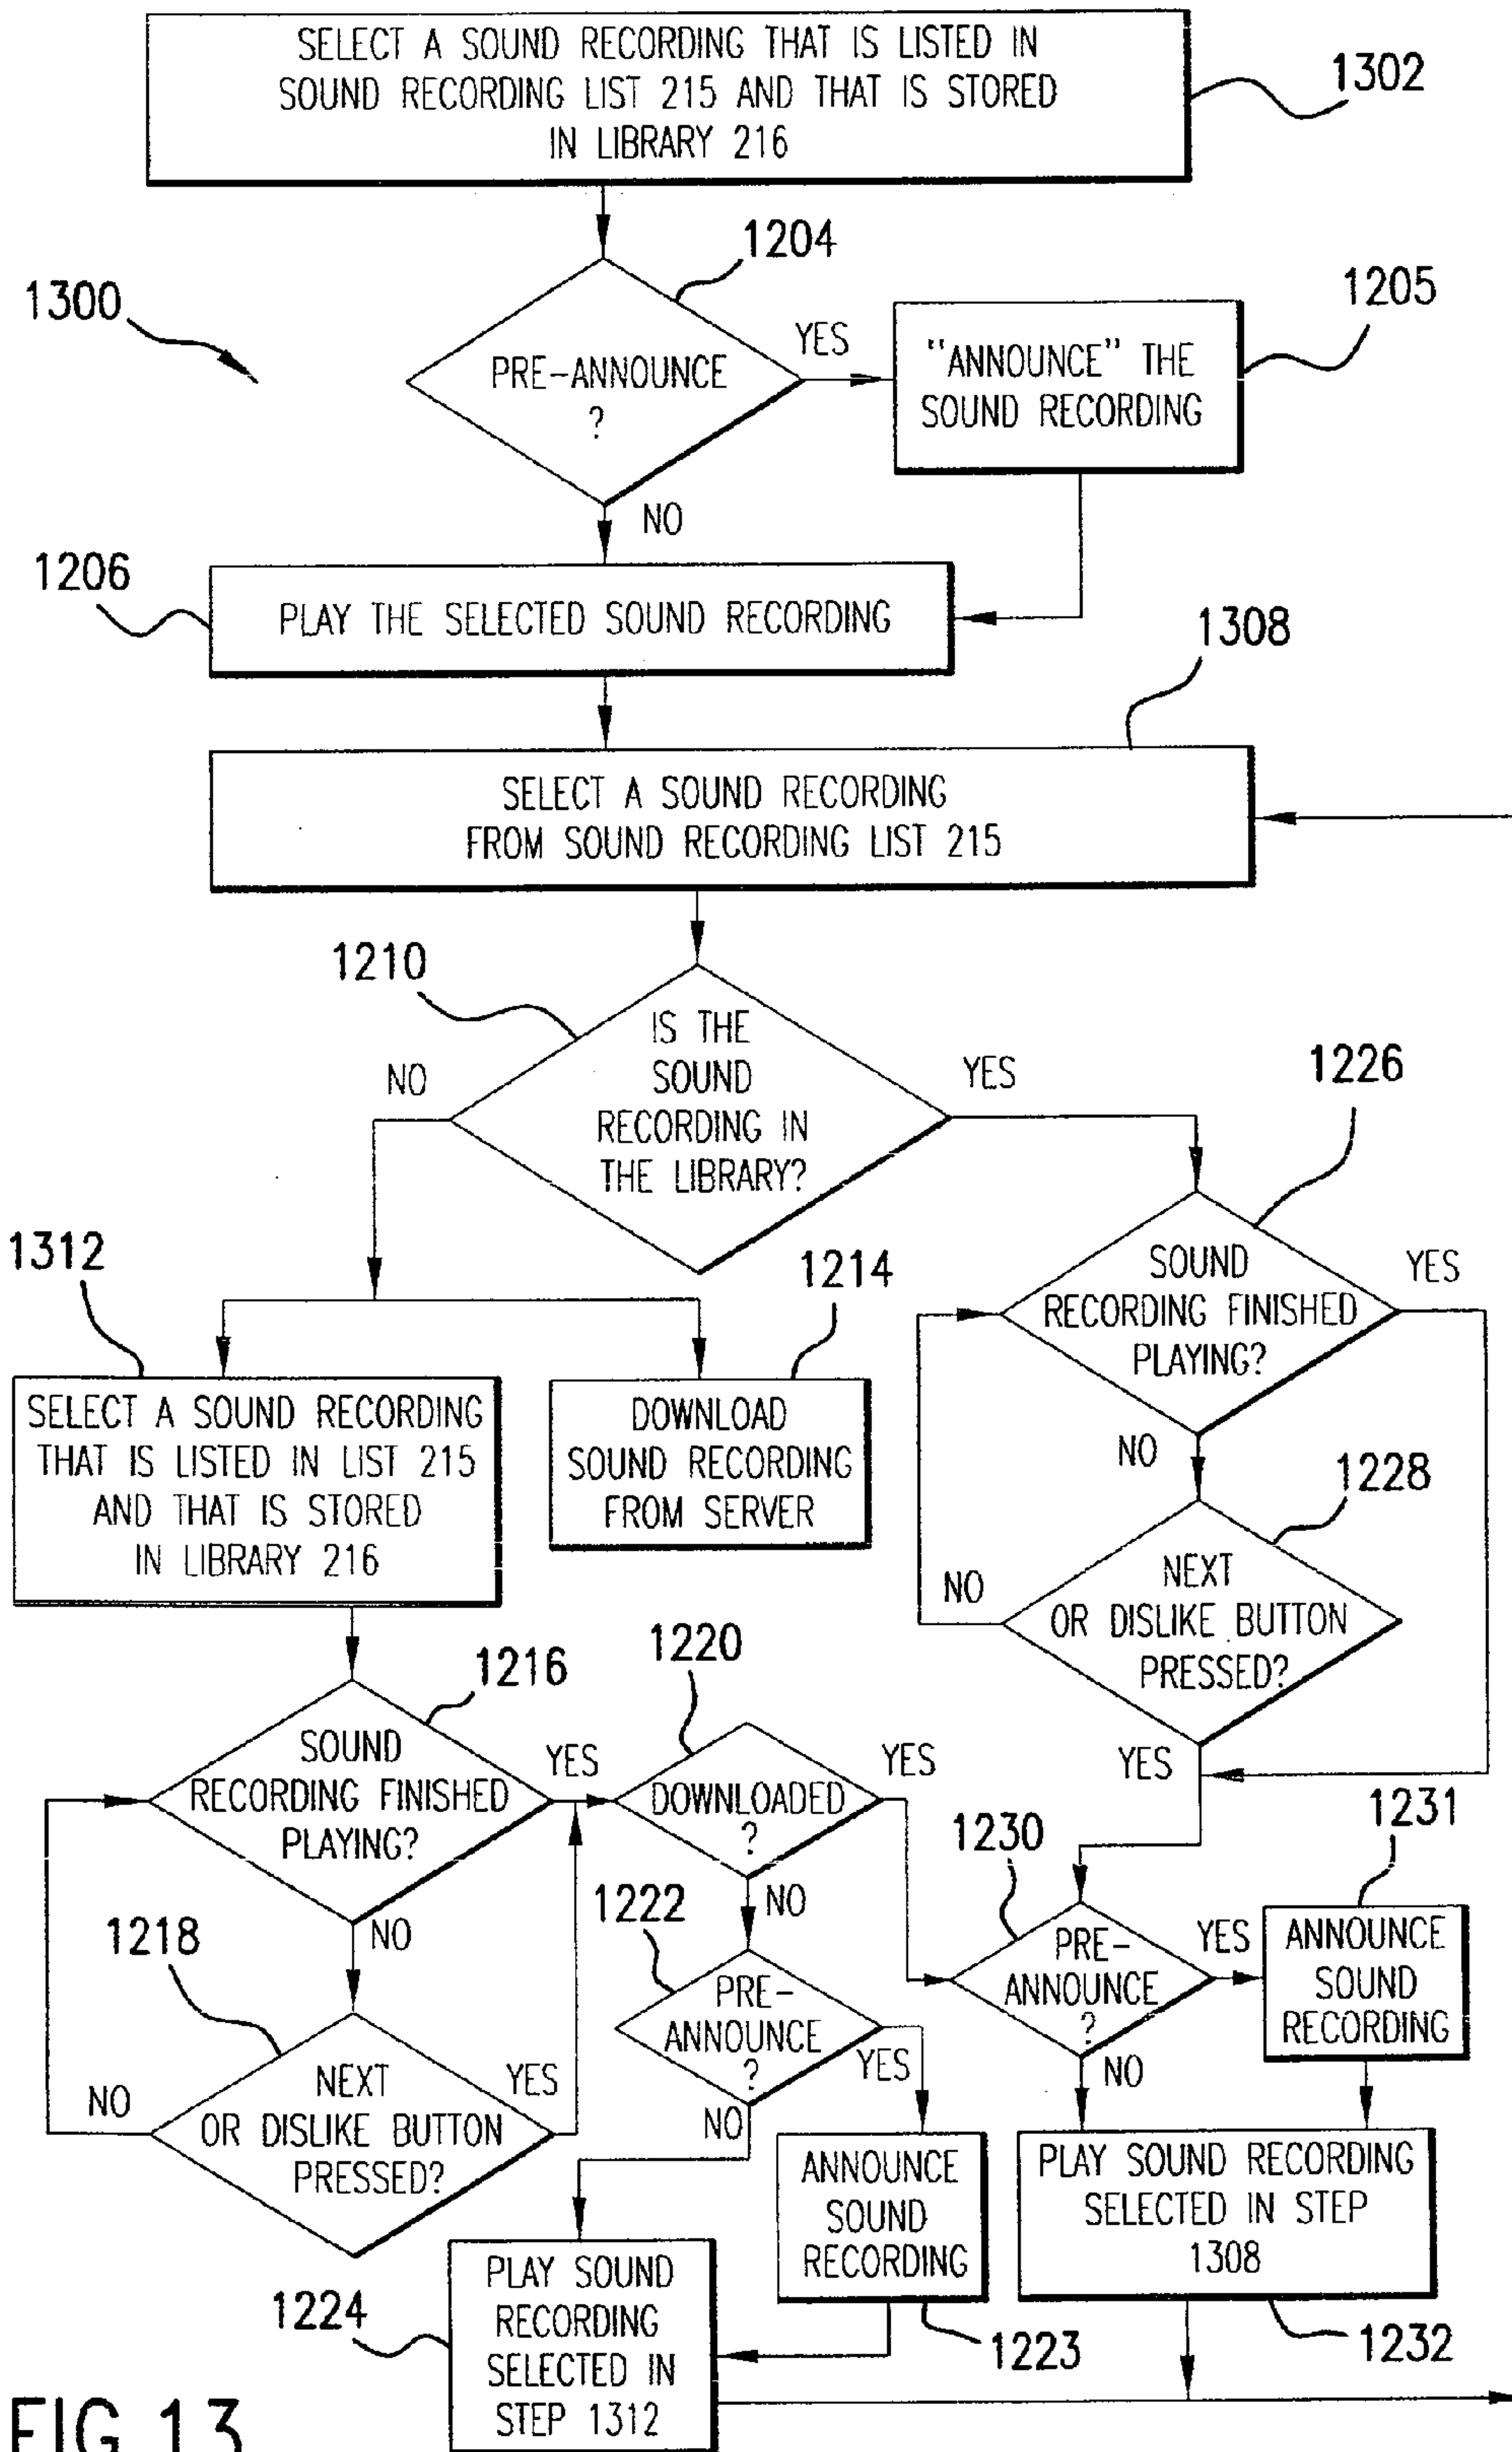 SELECT A SOUND RECORDING THAT IS LISTED IN
SOUND RECORDING LIST 215 AND THAT IS STORED
IN LIBRARY 216
1302
1204
1300
PRE-ANNOUNCE
?
YES
NO
1205
"ANNOUNCE" THE
SOUND RECORDING
1206
PLAY THE SELECTED SOUND RECORDING
1308
SELECT A SOUND RECORDING
FROM SOUND RECORDING LIST 215
1210
IS THE
SOUND
RECORDING IN
THE LIBRARY?
NO
YES
1226
1312
1214
SOUND
RECORDING FINISHED
PLAYING?
YES
NO
SELECT A SOUND RECORDING
THAT IS LISTED IN LIST 215
AND THAT IS STORED
IN LIBRARY 216
DOWNLOAD
SOUND RECORDING
FROM SERVER
1228
NEXT
OR DISLIKE BUTTON
PRESSED?
NO
YES
1216
SOUND
RECORDING FINISHED
PLAYING?
YES
NO
1220
DOWNLOADED
?
YES
NO
1218
NEXT
OR DISLIKE BUTTON
PRESSED?
NO
YES
1222
PRE-
ANNOUNCE
?
YES
NO
1230
PRE-
ANNOUNCE
?
YES
NO
1231
ANNOUNCE
SOUND
RECORDING
ANNOUNCE
SOUND
RECORDING
1223
PLAY SOUND RECORDING
SELECTED IN STEP
1308
1232
1224
PLAY SOUND
RECORDING
SELECTED IN
STEP 1312
FIG.13